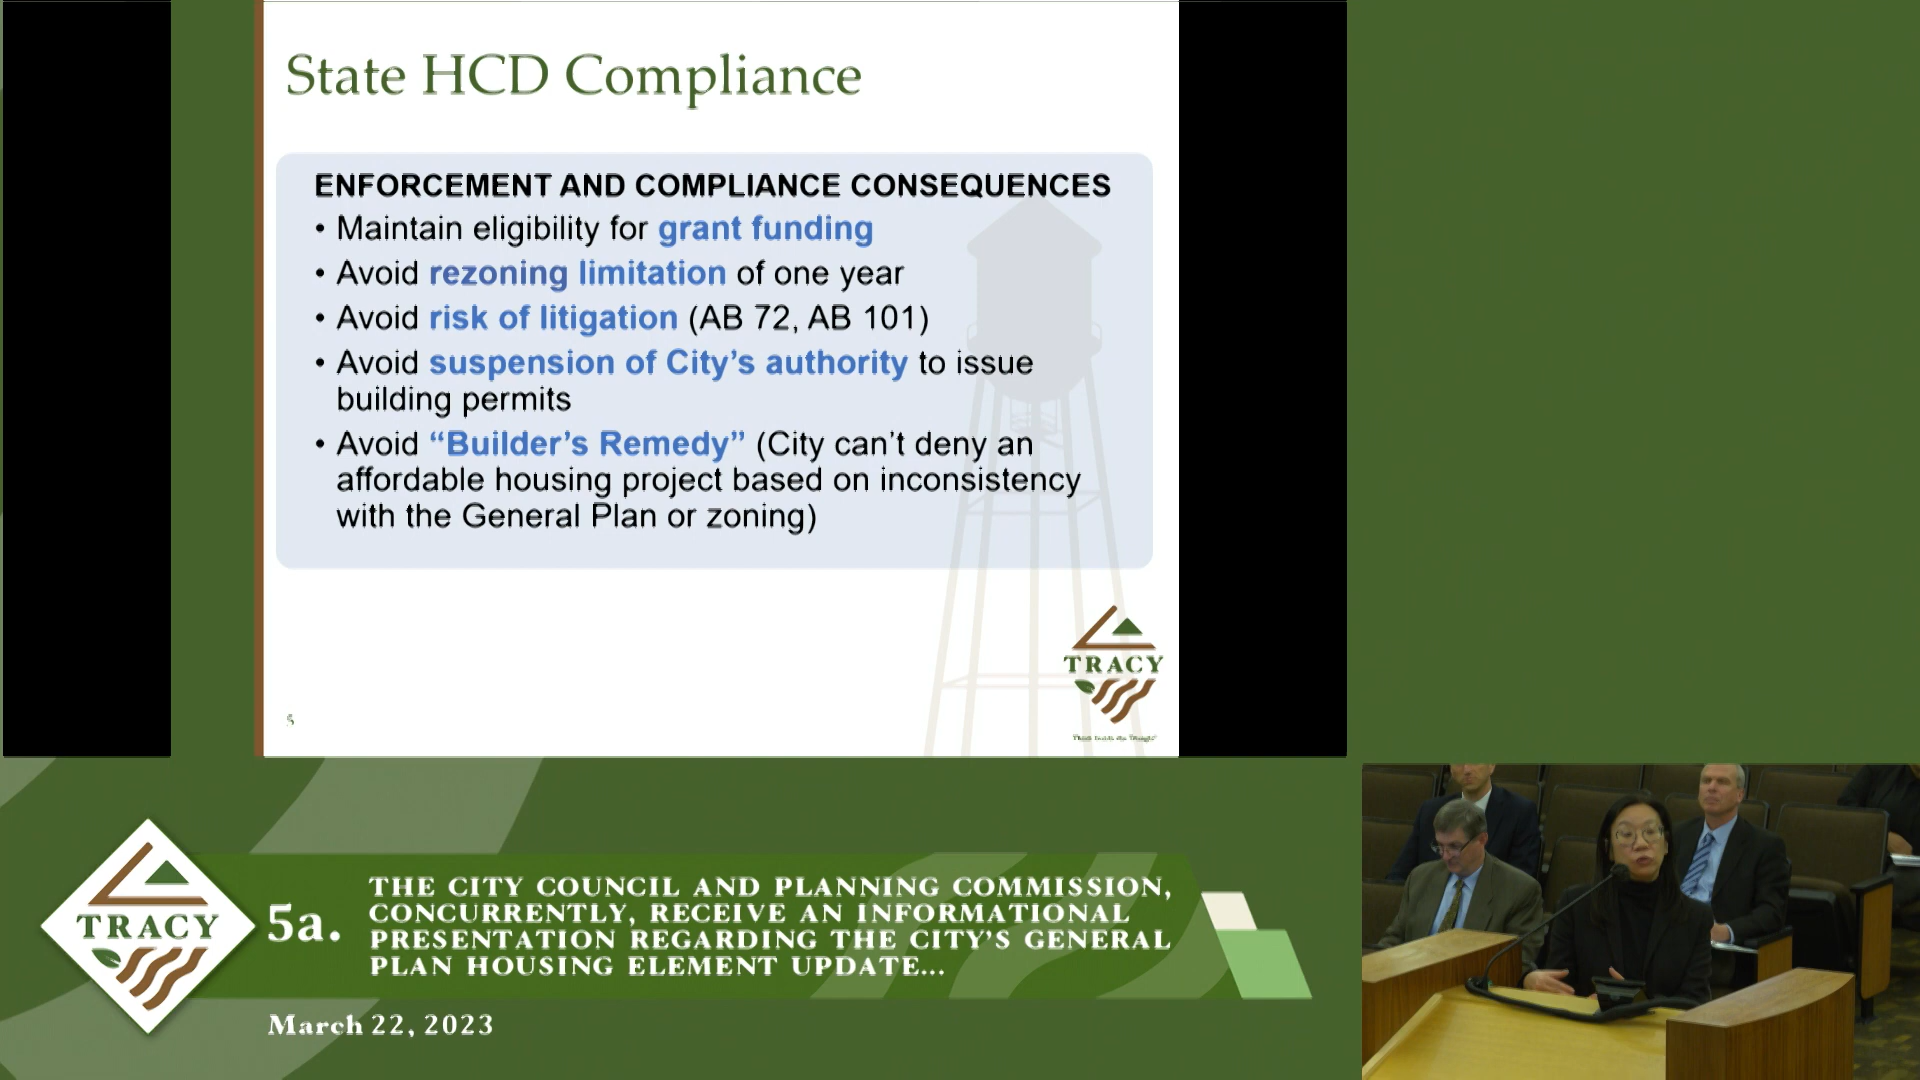 State HCD Compliance
ENFORCEMENT AND COMPLIANCE CONSEQUENCES
• Maintain eligibility for grant funding
• Avoid rezoning limitation of one year
• Avoid risk of litigation (AB 72, AB 101)
• Avoid suspension of City’s authority to issue
building permits
• Avoid “Builder’s Remedy” (City can’t deny an
affordable housing project based on inconsistency
with the General Plan or zoning)
TRACY
5
TRACY
5a.
THE CITY COUNCIL AND PLANNING COMMISSION,
CONCURRENTLY, RECEIVE AN INFORMATIONAL
PRESENTATION REGARDING THE CITY’S GENERAL
PLAN HOUSING ELEMENT UPDATE...
March 22, 2023